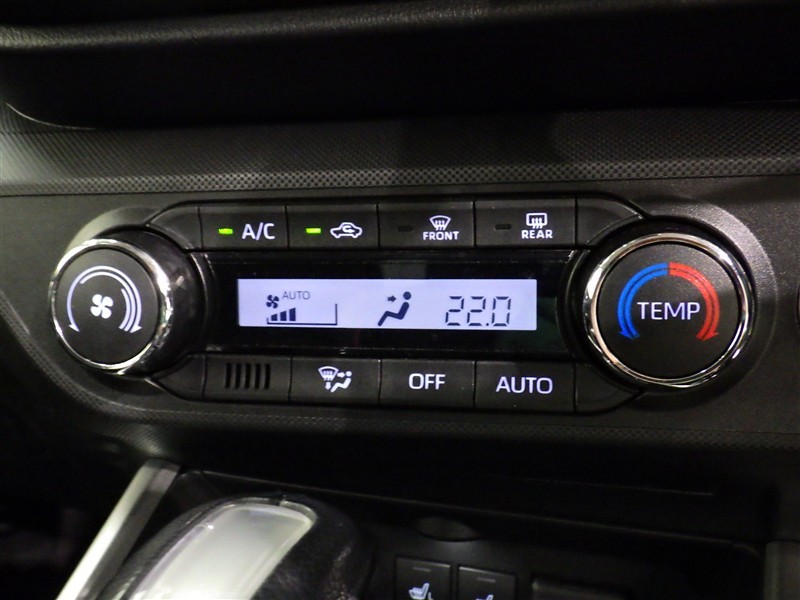 A/C
FRONT
REAR
AUTO
22.0
TEMP
OFF
AUTO